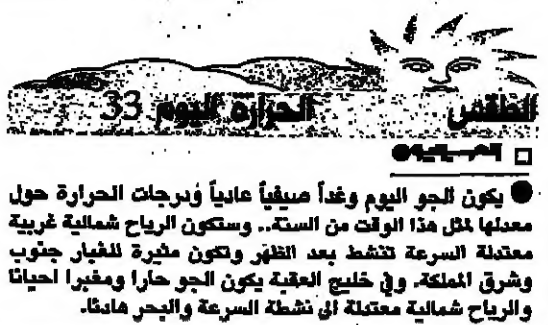 الطقس
الحرارة اليوم 33
يكون الجو اليوم وغداً صيفياً عادياً ودرجات الحرارة حول
معدلها لمثل هذا الوقت من السنة.. وستكون الرياح شمالية غربية
معتدلة السرعة تنشط بعد الظهر وتكون مثيرة للغبار جنوب
وشرق المملكة. وفي خليج العقبة يكون الجو حارا ومغبرا احيانا
والرياح شمالية معتدلة الى نشطة السرعة والبحر هادئا.